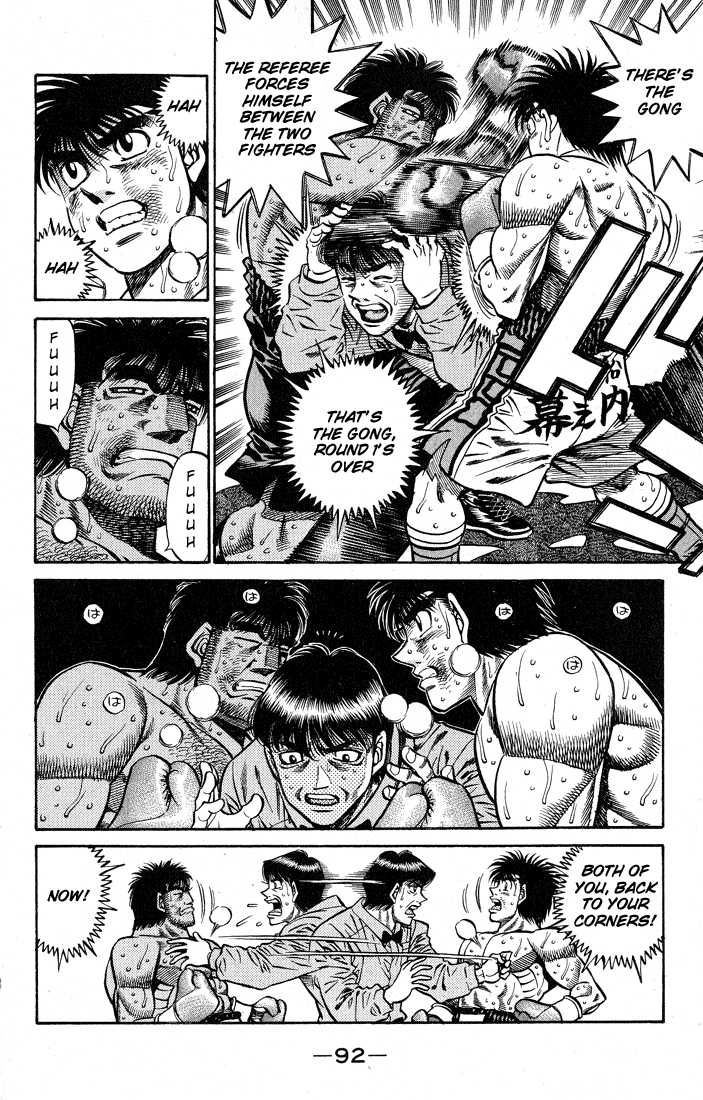 THERE'S
THE
GONG
THE REFEREE
FORCES
HIMSELF
BETWEEN
THE TWO
FIGHTERS
THAT'S
THE GONG,
ROUND 1'S
OVER
幕之内
HAH
HAH
FUUUH
FUUUH
は
は
は
は
は
BOTH OF
YOU, BACK
TO YOUR
CORNERS!
NOW!
—92—